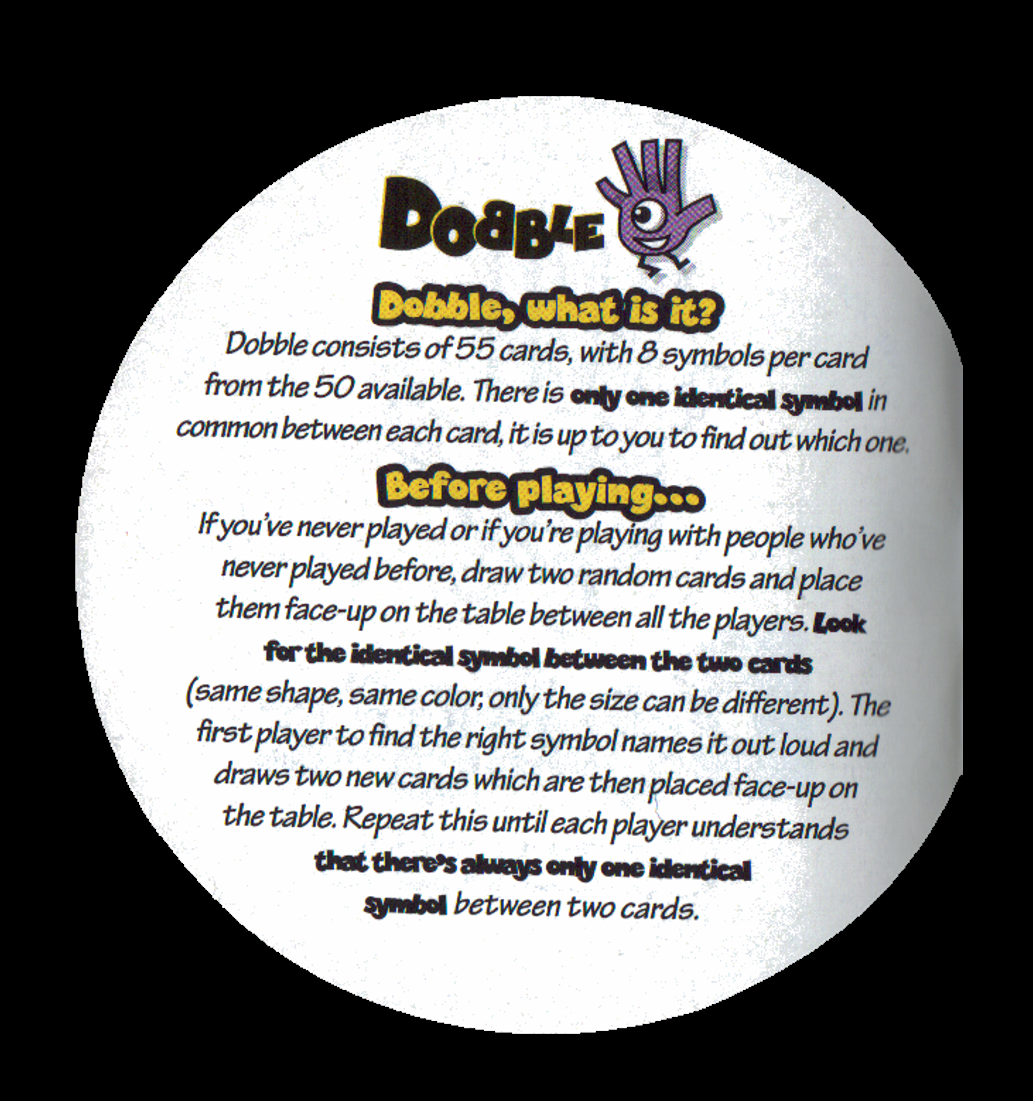 DOBBLE
Dobble, what is it?
Dobble consists of 55 cards, with 8 symbols per card
from the 50 available. There is only one identical symbol in
common between each card, it is up to you to find out which one.
Before playing...
If you've never played or if you're playing with people who've
never played before, draw two random cards and place
them face-up on the table between all the players. Look
for the identical symbol between the two cards
(same shape, same color, only the size can be different). The
first player to find the right symbol names it out loud and
draws two new cards which are then placed face-up on
the table. Repeat this until each player understands
that there's always only one identical
symbol between two cards.